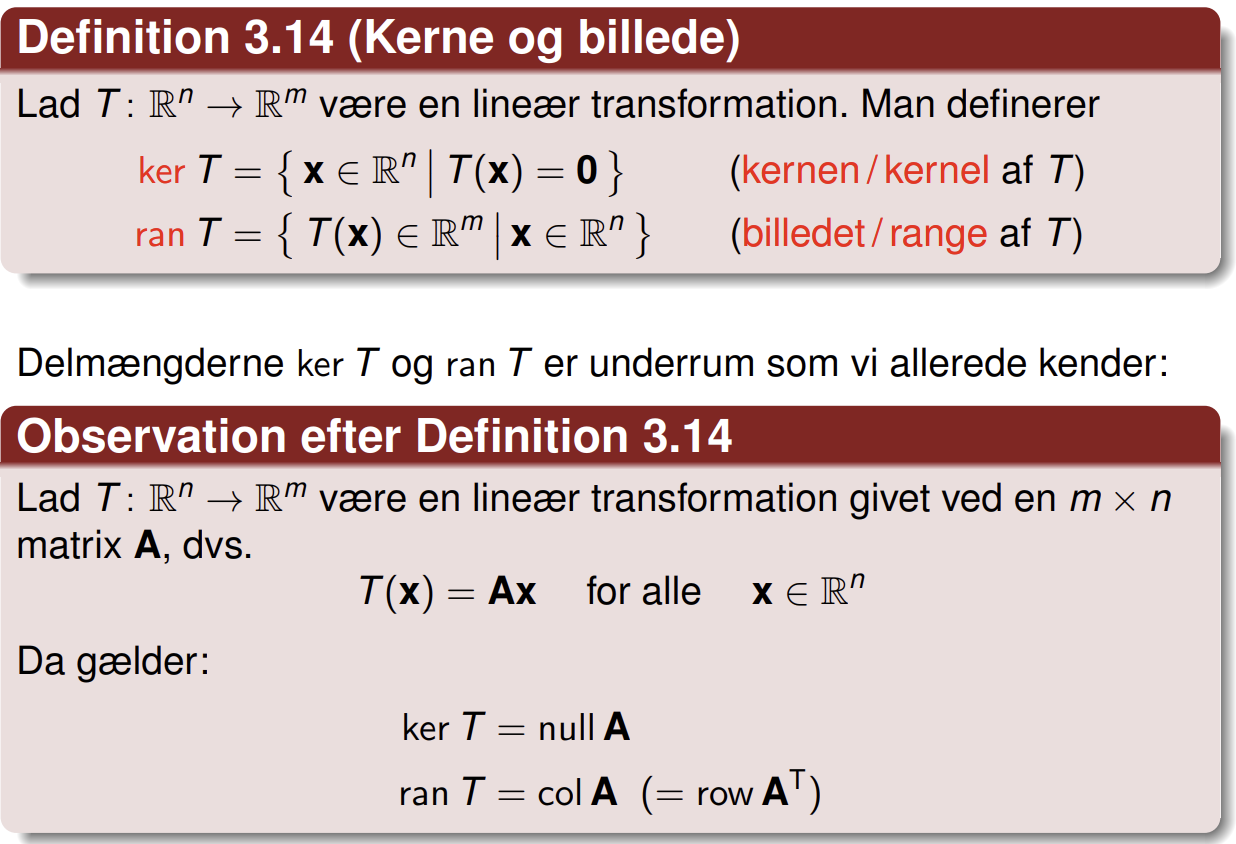 Definition 3.14 (Kerne og billede)
Lad T : ℝⁿ → ℝᵐ være en lineær transformation. Man definerer
ker T = { x ∈ ℝⁿ | T(x) = 0 } (kernen / kernel af T)
ran T = { T(x) ∈ ℝᵐ | x ∈ ℝⁿ } (billedet / range af T)
Delmængderne ker T og ran T er underrum som vi allerede kender:
Observation efter Definition 3.14
Lad T : ℝⁿ → ℝᵐ være en lineær transformation givet ved en m × n
matrix A, dvs.
T(x) = Ax for alle x ∈ ℝⁿ
Da gælder:
ker T = null A
ran T = col A (= row Aᵀ)